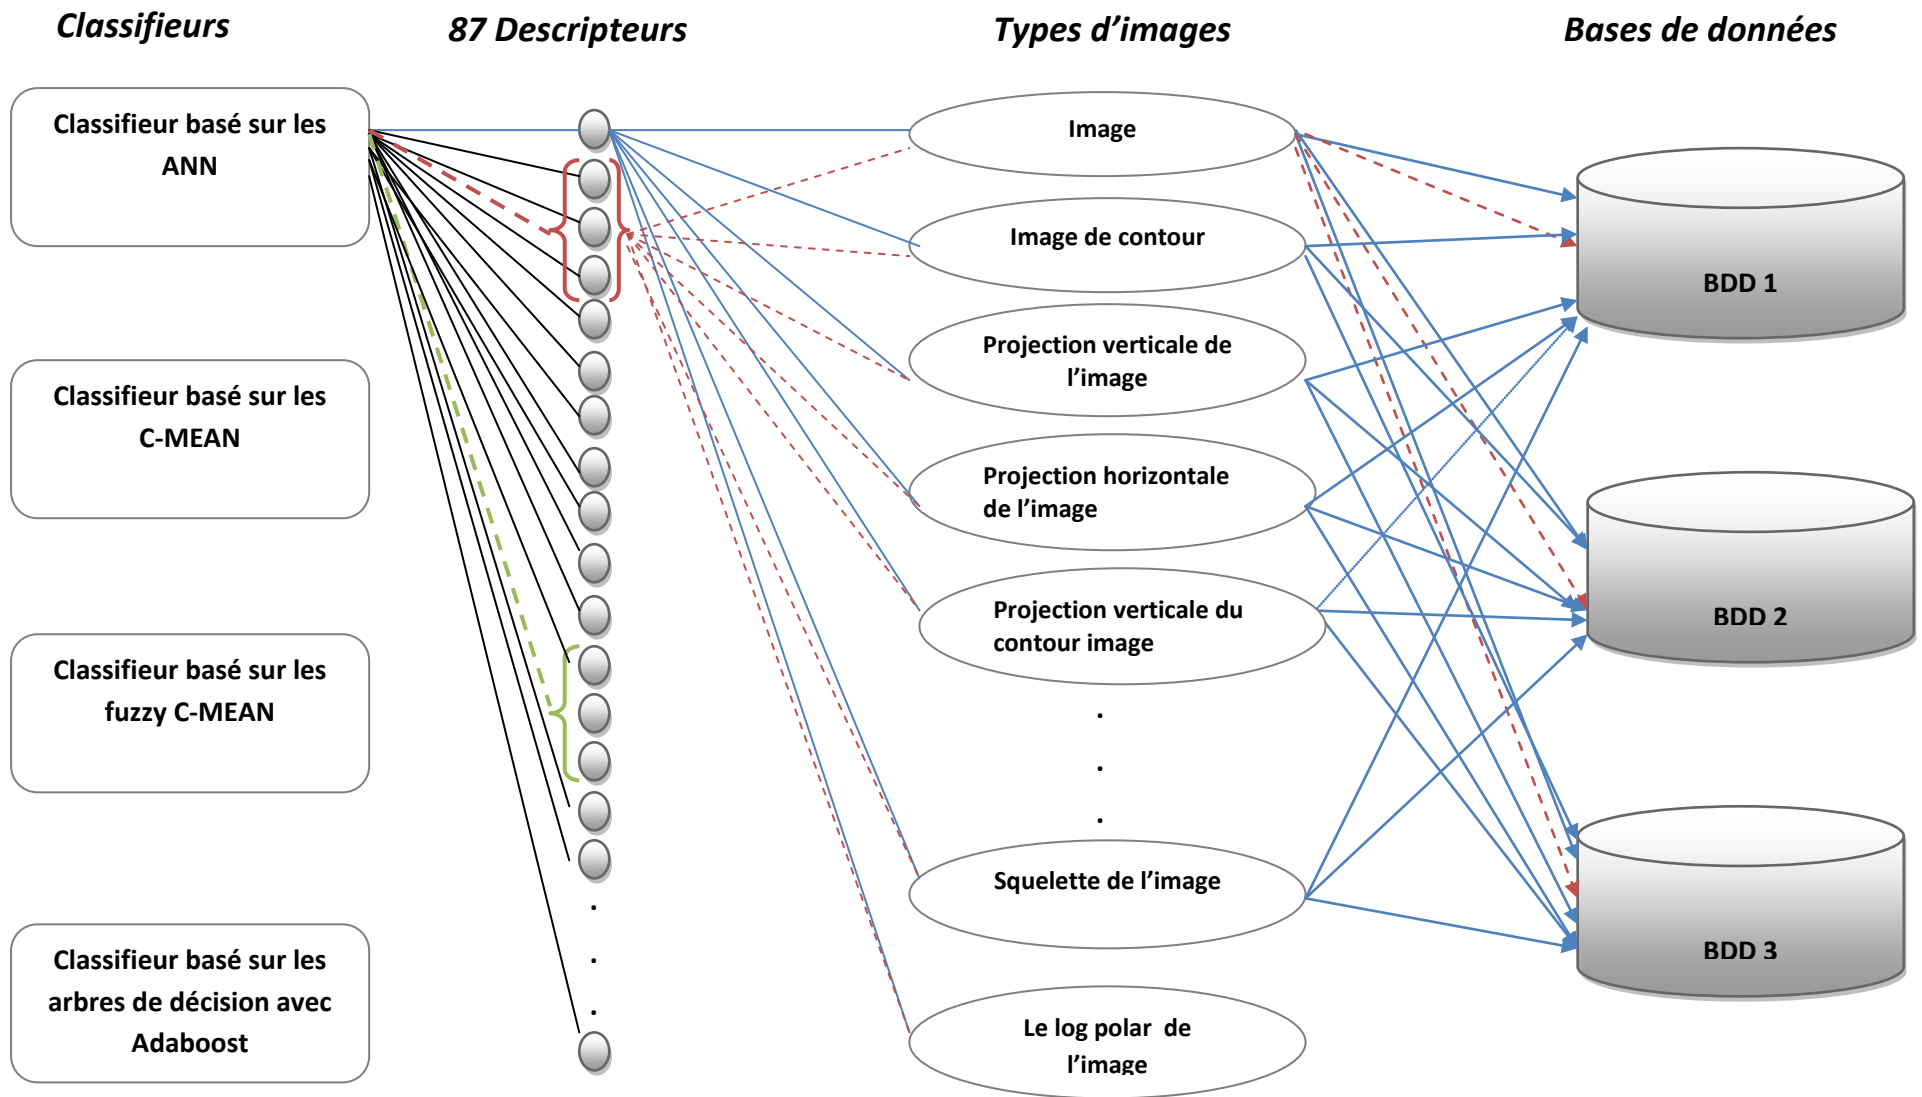 Classifieurs
87 Descripteurs
Types d’images
Bases de données
Classifieur basé sur les
ANN
Classifieur basé sur les
C-MEAN
Classifieur basé sur les
fuzzy C-MEAN
.
.
.
Classifieur basé sur les
arbres de décision avec
Adaboost
Image
Image de contour
Projection verticale de
l’image
Projection horizontale
de l’image
Projection verticale du
contour image
.
.
.
Squelette de l’image
Le log polar de
l’image
BDD 1
BDD 2
BDD 3